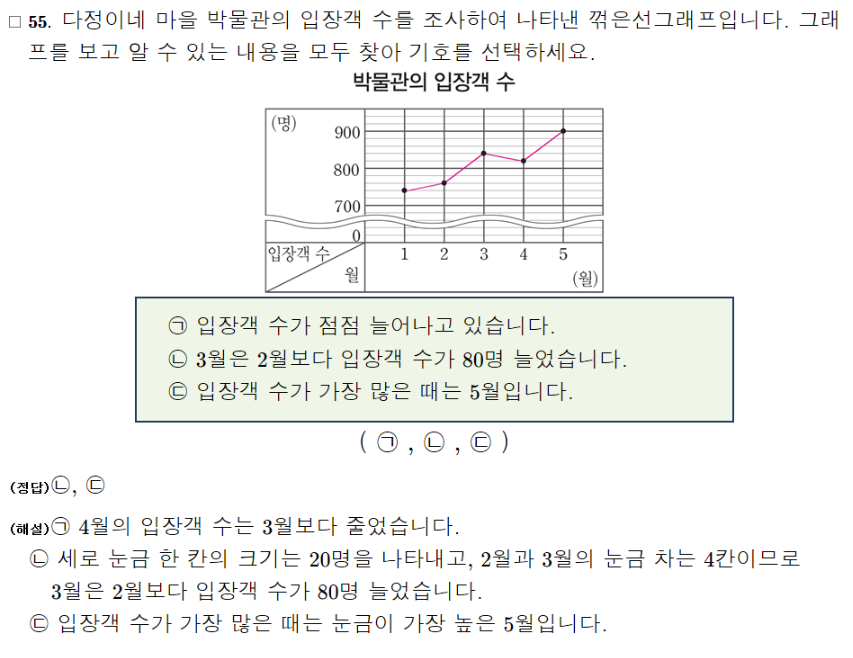 □ 55. 다정이네 마을 박물관의 입장객 수를 조사하여 나타낸 꺾은선그래프입니다. 그래
프를 보고 알 수 있는 내용을 모두 찾아 기호를 선택하세요.
박물관의 입장객 수
(명)
900
800
700
0
입장객 수
월
1 2 3 4 5
(월)
㉠ 입장객 수가 점점 늘어나고 있습니다.
㉡ 3월은 2월보다 입장객 수가 80명 늘었습니다.
㉢ 입장객 수가 가장 많은 때는 5월입니다.
( ㉠ , ㉡ , ㉢ )
(정답)㉡, ㉢
(해설)㉠ 4월의 입장객 수는 3월보다 줄었습니다.
㉡ 세로 눈금 한 칸의 크기는 20명을 나타내고, 2월과 3월의 눈금 차는 4칸이므로
3월은 2월보다 입장객 수가 80명 늘었습니다.
㉢ 입장객 수가 가장 많은 때는 눈금이 가장 높은 5월입니다.